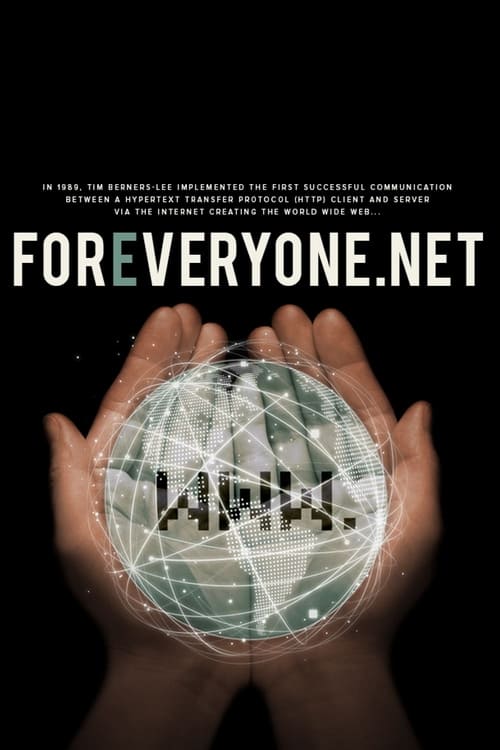 IN 1989, TIM BERNERS-LEE IMPLEMENTED THE FIRST SUCCESSFUL COMMUNICATION
BETWEEN A HYPERTEXT TRANSFER PROTOCOL (HTTP) CLIENT AND SERVER
VIA THE INTERNET CREATING THE WORLD WIDE WEB...
FOREVERYONE.NET
WWW.